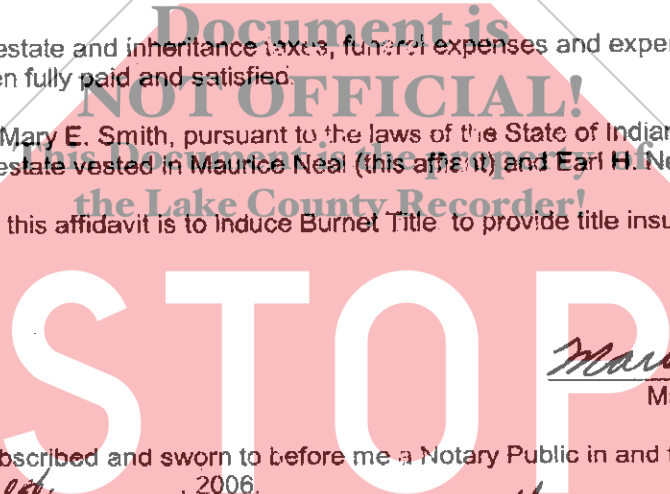 Document is
estate and inheritance taxes, funeral expenses and exper
en fully paid and satisfied.
NOT OFFICIAL!
Mary E. Smith, pursuant to the laws of the State of Indian
This Document is the property of
estate vested in Maurice Neal (this affiant) and Earl H. Ne
the Lake County Recorder!
this affidavit is to induce Burnet Title to provide title insu
STOP
Mau
Ma
bscribed and sworn to before me a Notary Public in and f
, 2006.